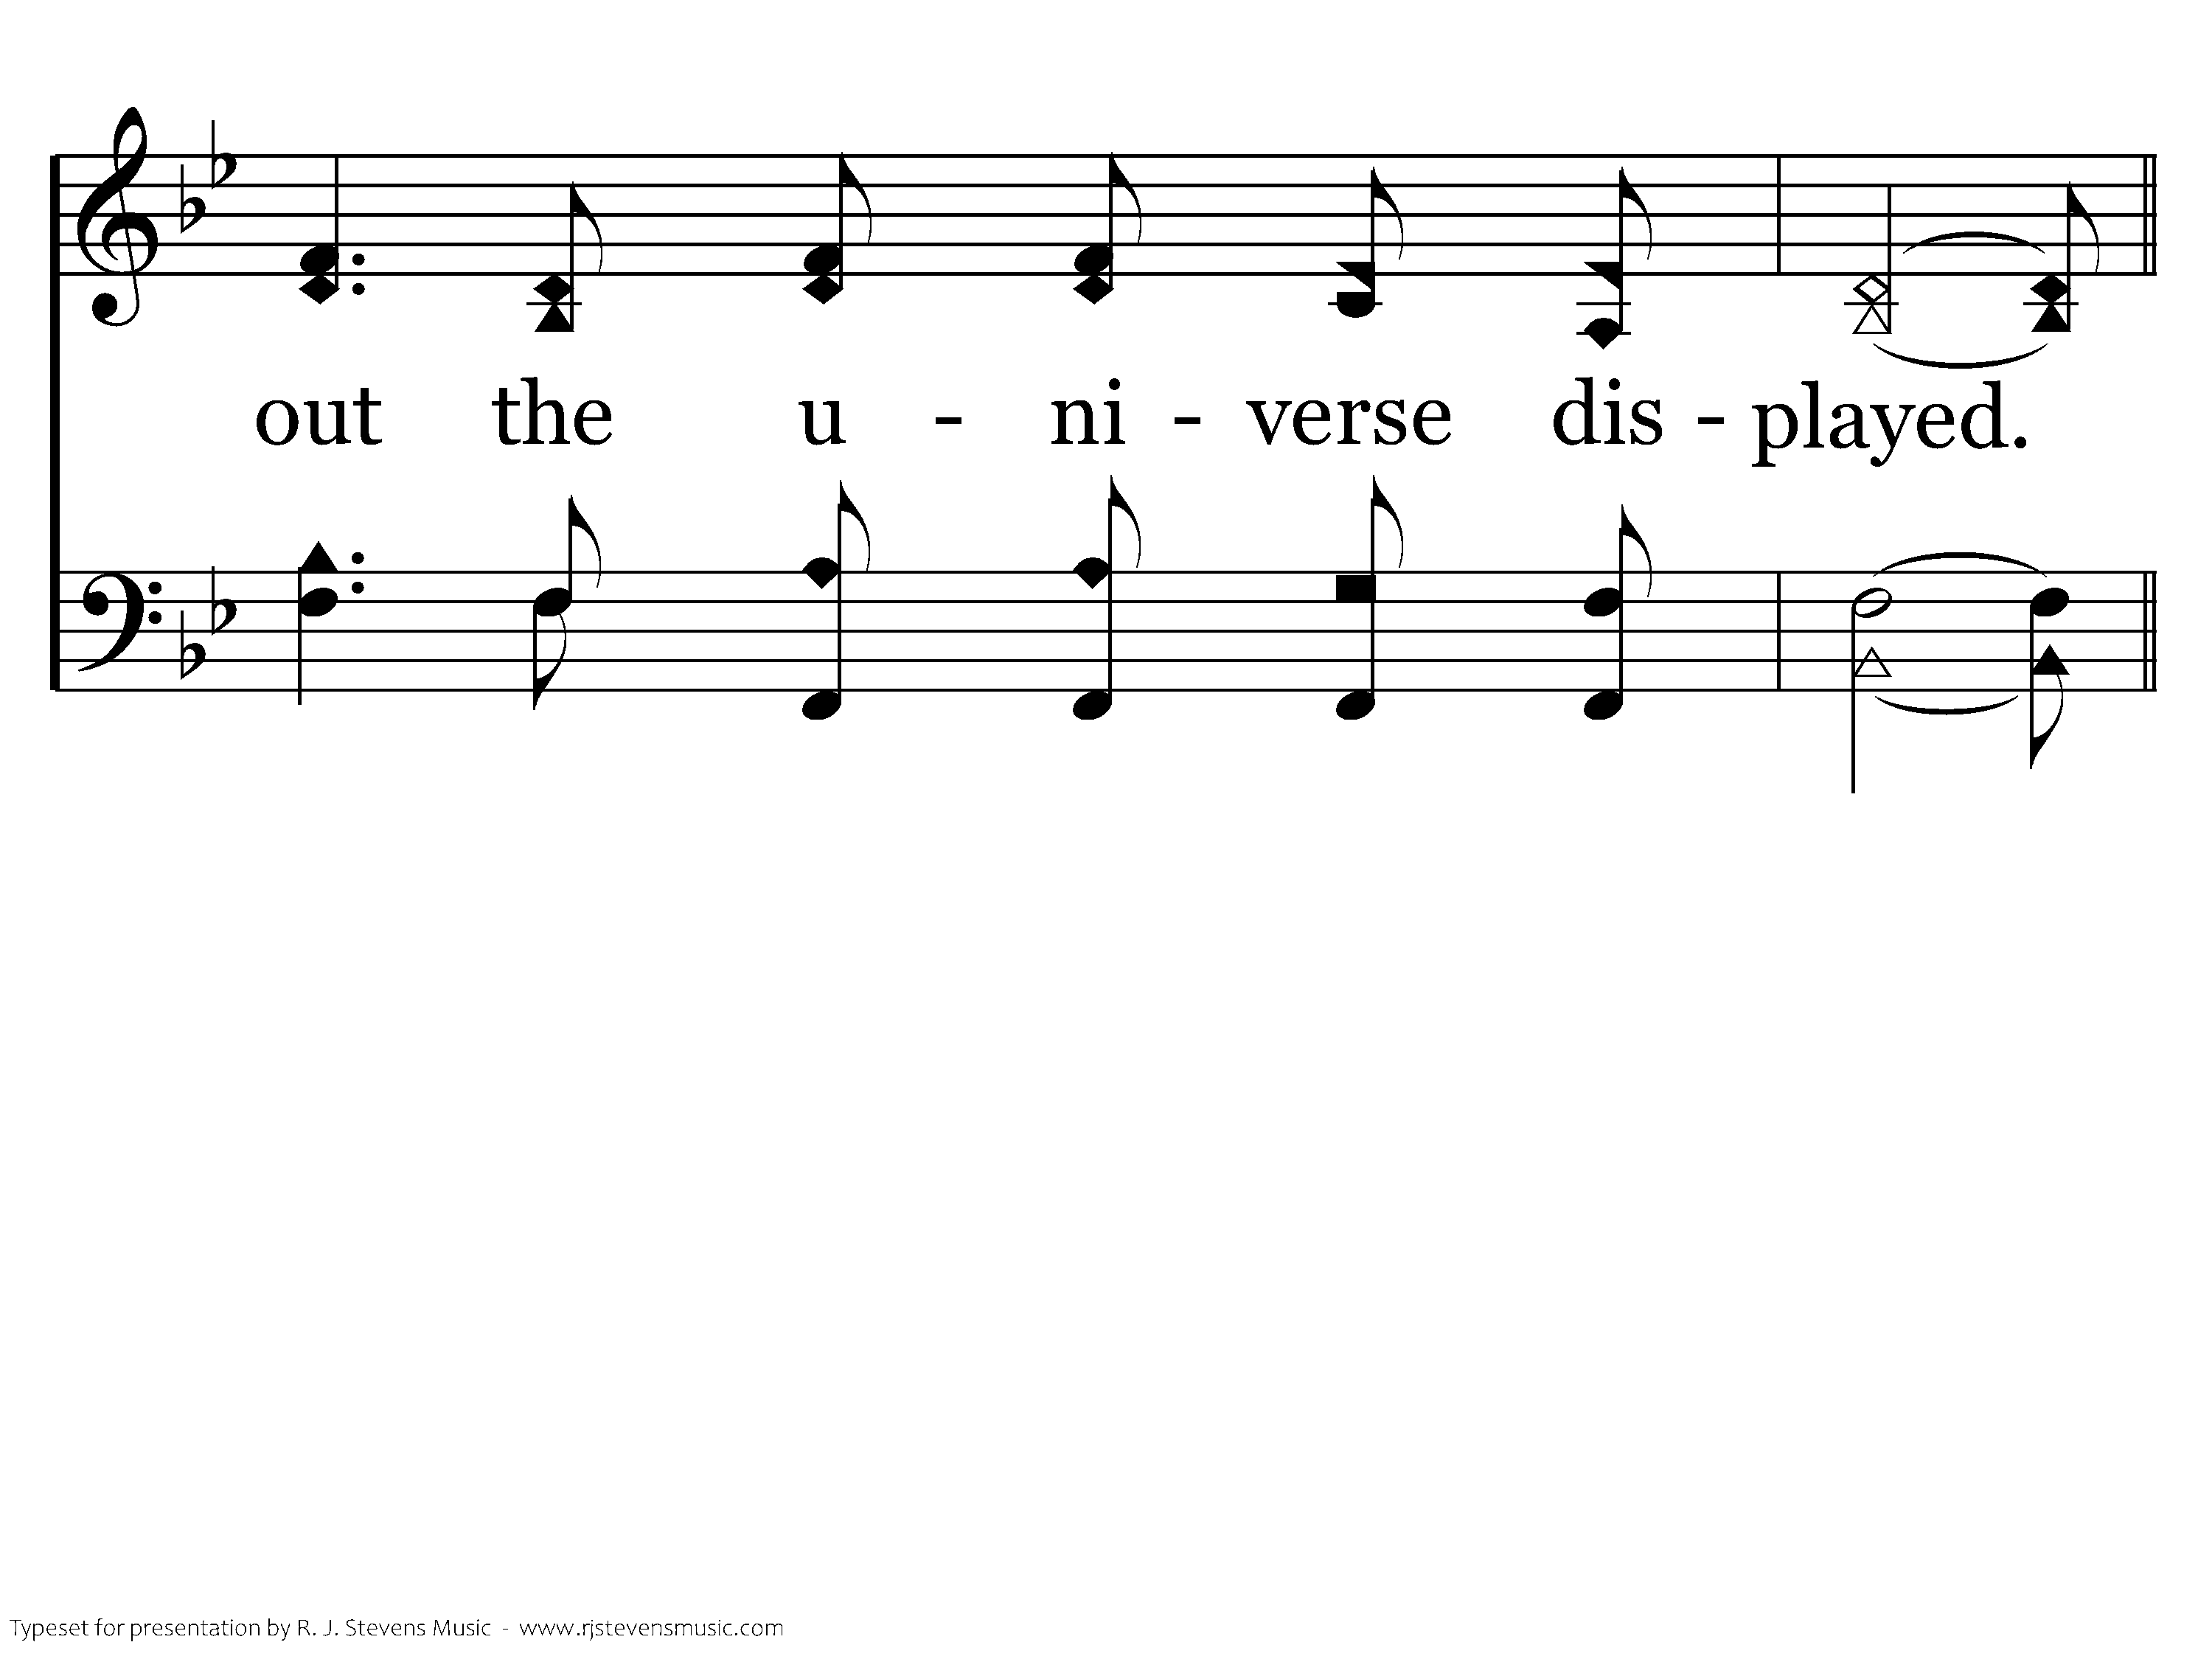 out the u - ni - verse dis - played.
Typeset for presentation by R. J. Stevens Music - www.rjstevensmusic.com